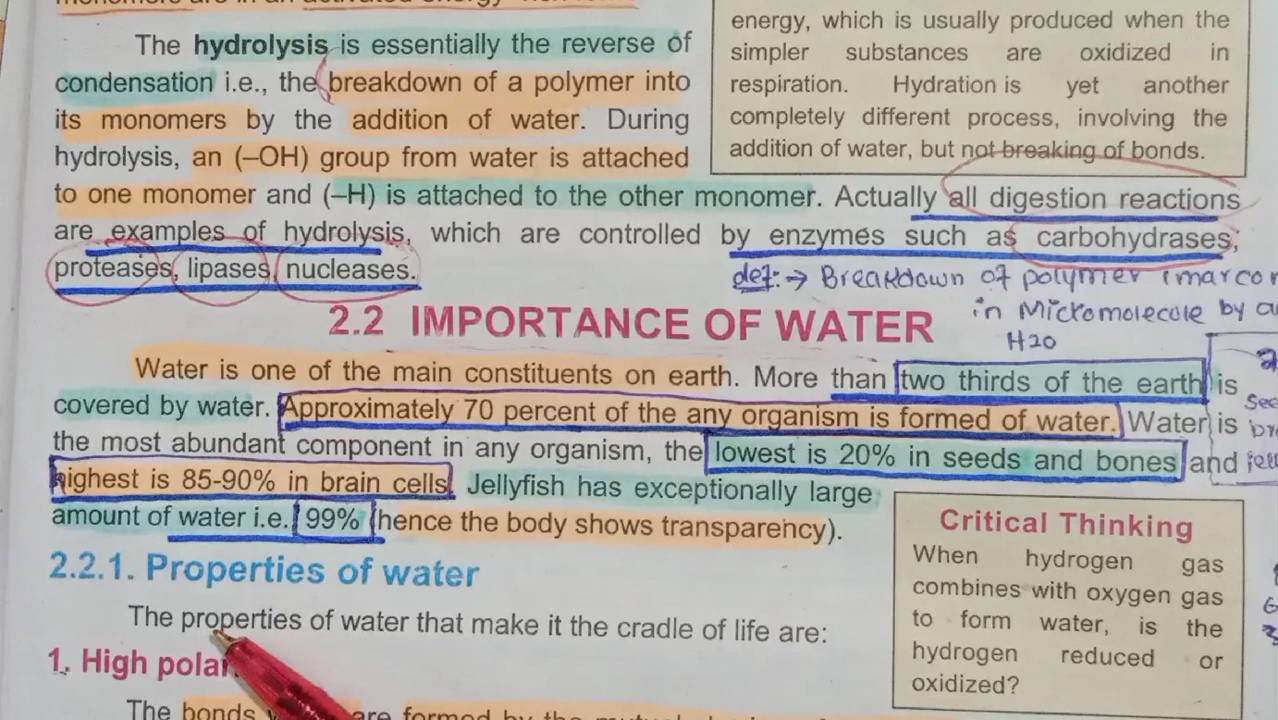 The hydrolysis is essentially the reverse of
condensation i.e., the breakdown of a polymer into
its monomers by the addition of water. During
hydrolysis, an (–OH) group from water is attached
to one monomer and (–H) is attached to the other monomer. Actually all digestion reactions
are examples of hydrolysis, which are controlled by enzymes such as carbohydrases,
proteases, lipases, nucleases.
energy, which is usually produced when the
simpler substances are oxidized in
respiration. Hydration is yet another
completely different process, involving the
addition of water, but not breaking of bonds.
def:→ Breakdown of polymer
in Micromolecule by
H20
2.2 IMPORTANCE OF WATER
Water is one of the main constituents on earth. More than two thirds of the earth is
covered by water. Approximately 70 percent of the any organism is formed of water. Water is
the most abundant component in any organism, the lowest is 20% in seeds and bones and
highest is 85-90% in brain cells. Jellyfish has exceptionally large
amount of water i.e. 99% (hence the body shows transparency).
2.2.1. Properties of water
The properties of water that make it the cradle of life are:
1. High
The bonds are formed by the
Critical Thinking
When hydrogen gas
combines with oxygen gas
to form water, is the
hydrogen reduced or
oxidized?